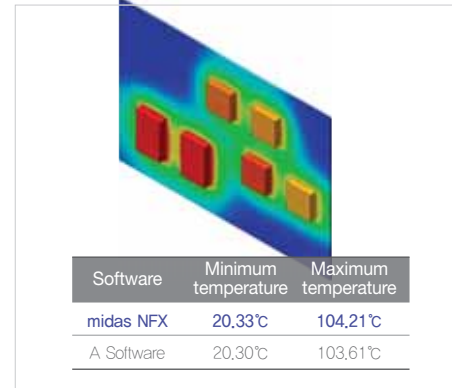 Software Minimum temperature Maximum temperature
midas NFX 20.33℃ 104.21℃
A Software 20.30℃ 103.61℃